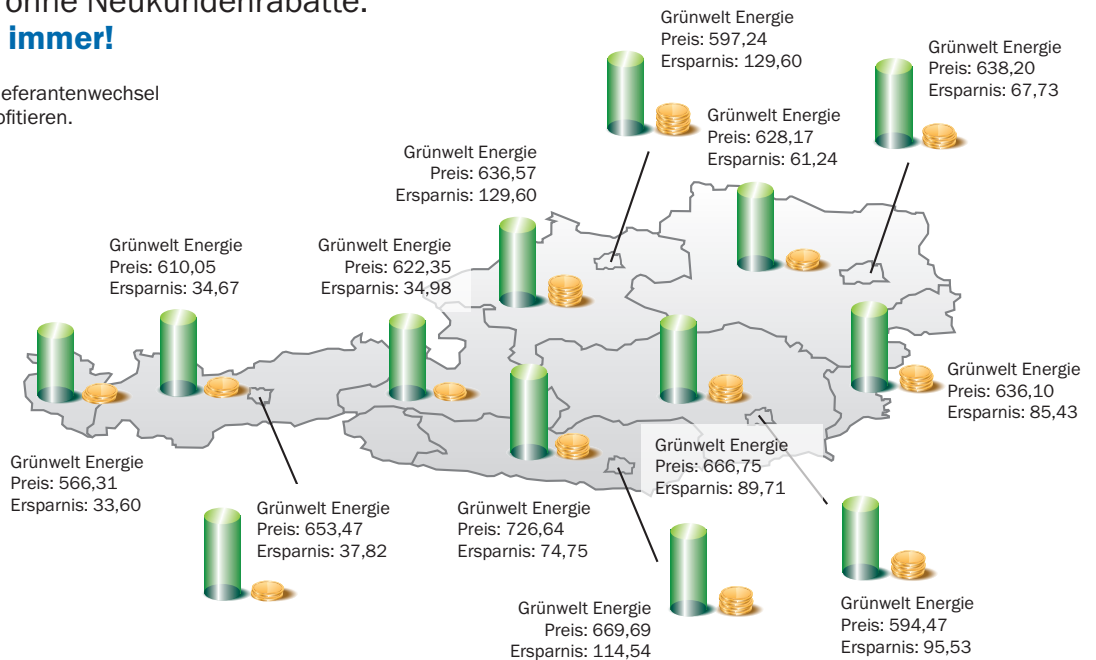 ohne Neukundenrabatte.
immer!
eferantenwechsel
ofitieren.
Grünwelt Energie
Preis: 597,24
Ersparnis: 129,60
Grünwelt Energie
Preis: 638,20
Ersparnis: 67,73
Grünwelt Energie
Preis: 628,17
Ersparnis: 61,24
Grünwelt Energie
Preis: 636,57
Ersparnis: 129,60
Grünwelt Energie
Preis: 610,05
Ersparnis: 34,67
Grünwelt Energie
Preis: 622,35
Ersparnis: 34,98
Grünwelt Energie
Preis: 636,10
Ersparnis: 85,43
Grünwelt Energie
Preis: 666,75
Ersparnis: 89,71
Grünwelt Energie
Preis: 566,31
Ersparnis: 33,60
Grünwelt Energie
Preis: 653,47
Ersparnis: 37,82
Grünwelt Energie
Preis: 726,64
Ersparnis: 74,75
Grünwelt Energie
Preis: 669,69
Ersparnis: 114,54
Grünwelt Energie
Preis: 594,47
Ersparnis: 95,53